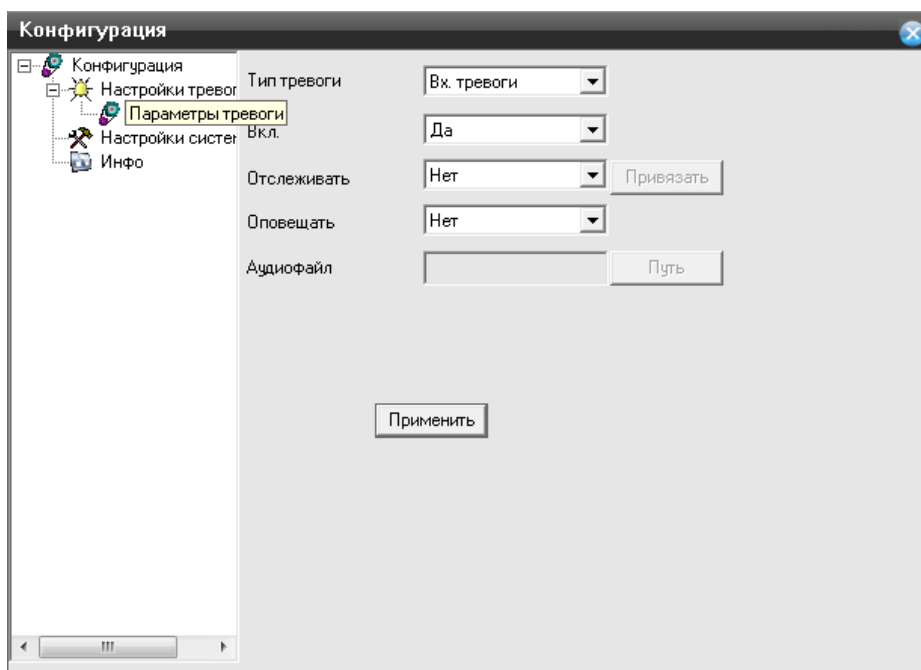 Конфигурация
Конфигурация
Настройки тревог
Параметры тревоги
Настройки систем
Инфо
Тип тревоги Вх. тревоги
Вкл. Да
Отслеживать Нет Привязать
Оповещать Нет
Аудиофайл Путь
Применить